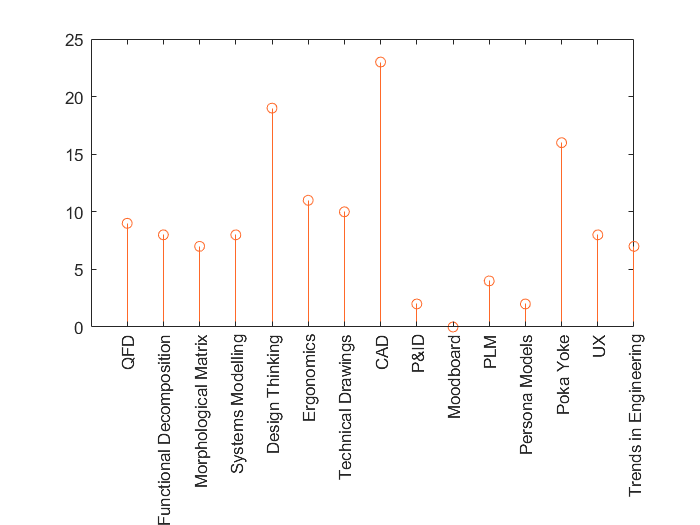 25
20
15
10
5
0
QFD
Functional Decomposition
Morphological Matrix
Systems Modelling
Design Thinking
Ergonomics
Technical Drawings
CAD
P&ID
Moodboard
PLM
Persona Models
Poka Yoke
UX
Trends in Engineering